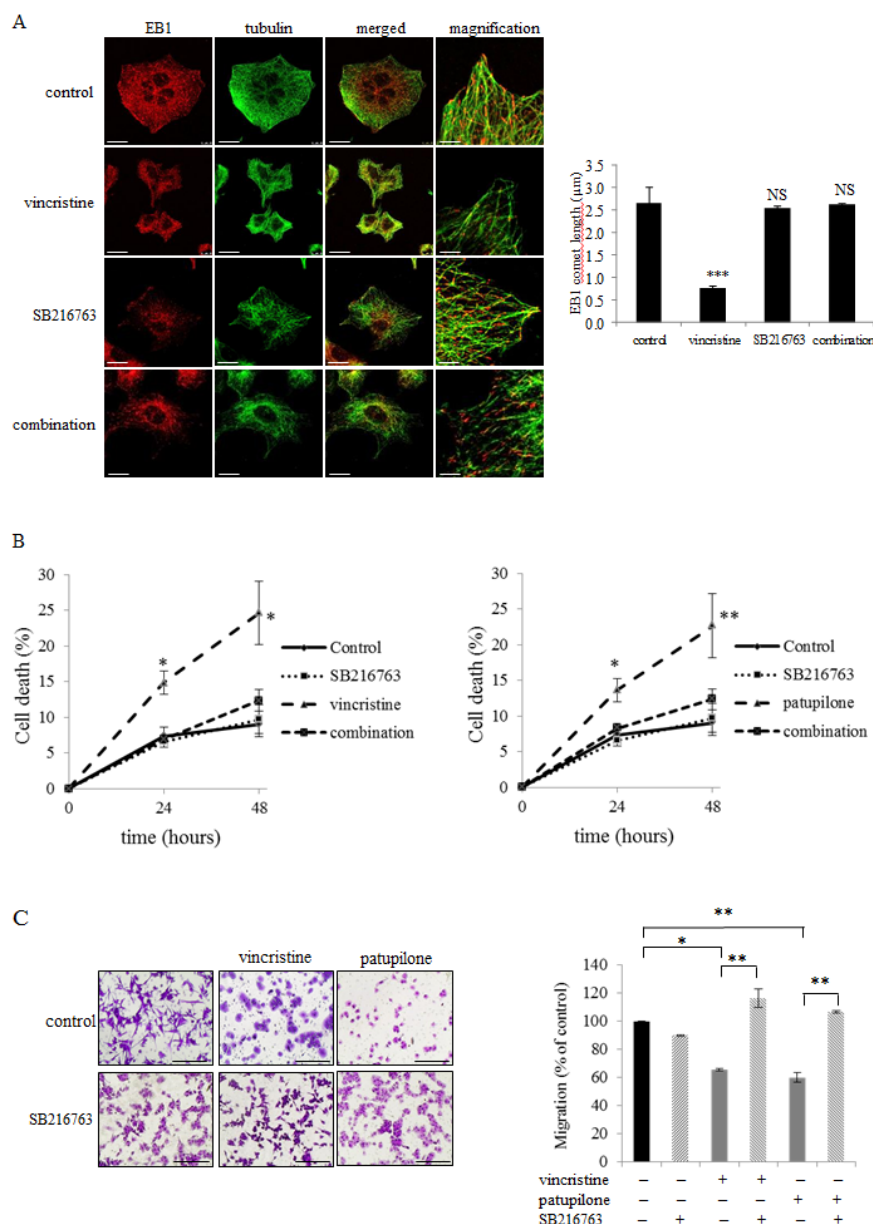 A
EB1 tubulin merged magnification
control
vincristine
SB216763
combination
EB1 comet length (µm)
3.5
3.0
2.5
2.0
1.5
1.0
0.5
0.0
***
NS
NS
control vincristine SB216763 combination
B
Cell death (%)
30
25
20
15
10
5
0
*
*
Control
SB216763
vincristine
combination
0 24 48
time (hours)
Cell death (%)
30
25
20
15
10
5
0
*
**
Control
SB216763
patupilone
combination
0 24 48
time (hours)
C
vincristine patupilone
control
SB216763
**
*
**
**
Migration (% of control)
140
120
100
80
60
40
20
0
vincristine – – + + – –
patupilone – – – – + +
SB216763 – + – + – +